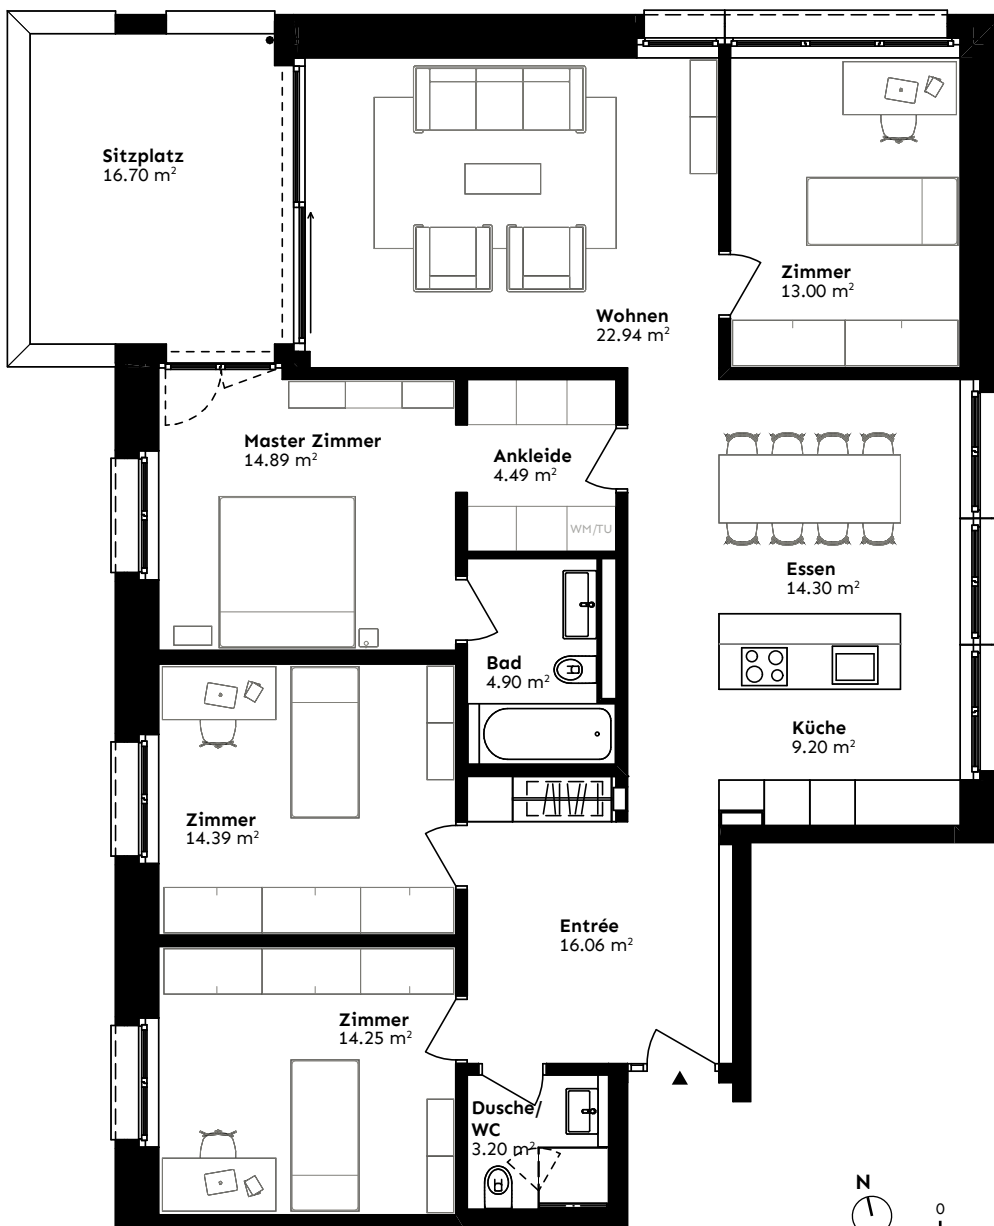 Sitzplatz
16.70 m²
Zimmer
13.00 m²
Wohnen
22.94 m²
Master Zimmer
14.89 m²
Ankleide
4.49 m²
WM/TU
Essen
14.30 m²
Bad
4.90 m²
Küche
9.20 m²
Zimmer
14.39 m²
Entrée
16.06 m²
Zimmer
14.25 m²
Dusche/
WC
3.20 m²
N
0